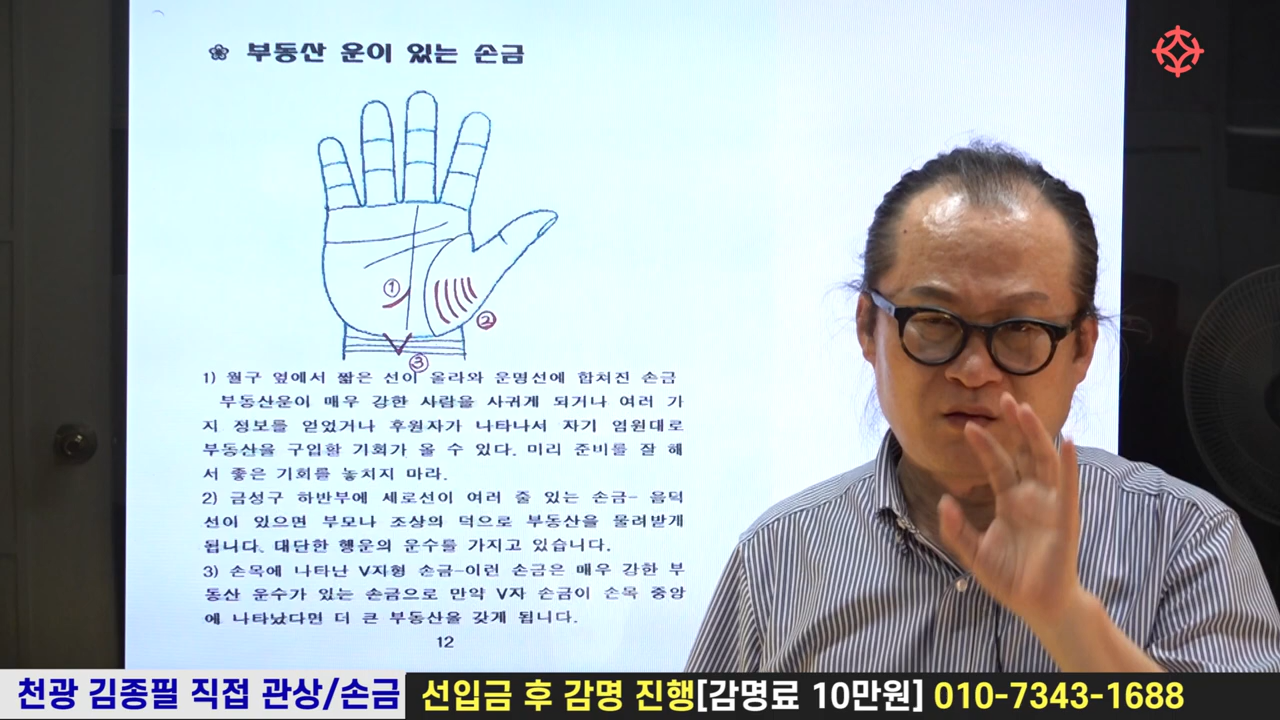 ❀ 부동산 운이 있는 손금
①
②
③
1) 월구 옆에서 짧은 선이 올라와 운명선에 합쳐진 손금
부동산운이 매우 강한 사람을 사귀게 되거나 여러 가
지 정보를 얻었거나 후원자가 나타나서 자기 염원대로
부동산을 구입할 기회가 올 수 있다. 미리 준비를 잘 해
서 좋은 기회를 놓치지 마라.
2) 금성구 하반부에 세로선이 여러 줄 있는 손금- 음덕
선이 있으면 부모나 조상의 덕으로 부동산을 물려받게
됩니다. 대단한 행운의 운수를 가지고 있습니다.
3) 손목에 나타난 V지형 손금-이런 손금은 매우 강한 부
동산 운수가 있는 손금으로 만약 V자 손금이 손목 중앙
에 나타났다면 더 큰 부동산을 갖게 됩니다.
12
천광 김종필 직접 관상/손금
선입금 후 감명 진행[감명료 10만원] 010-7343-1688